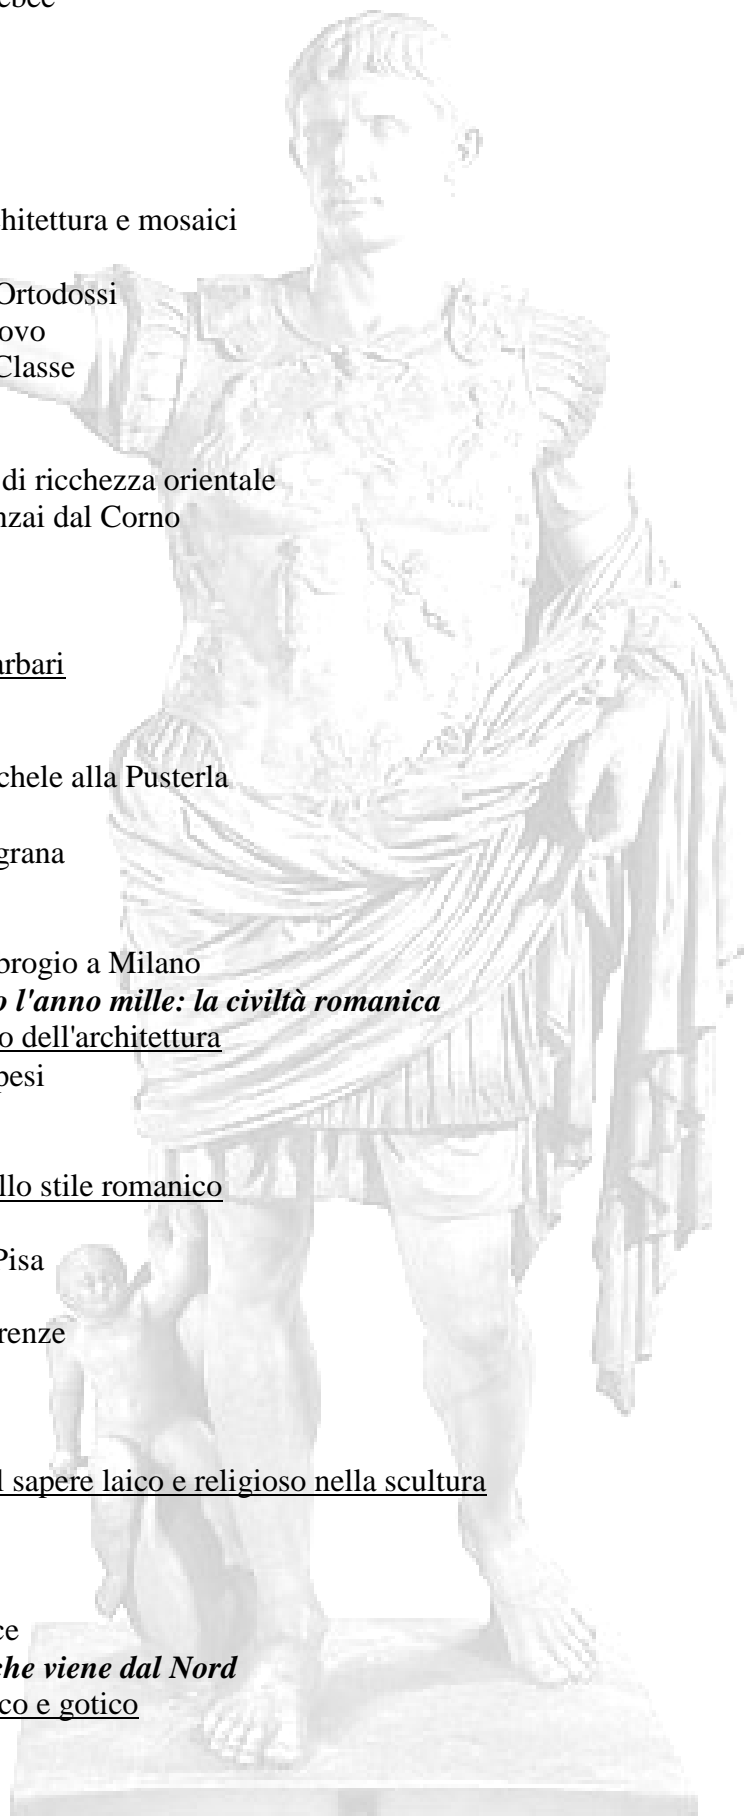 hitettura e mosaici
Ortodossi
ovo
Classe
di ricchezza orientale
nzai dal Corno
arbari
chele alla Pusterla
grana
brogio a Milano
o l'anno mille: la civiltà romanica
o dell'architettura
pesi
llo stile romanico
Pisa
renze
l sapere laico e religioso nella scultura
ce
che viene dal Nord
co e gotico